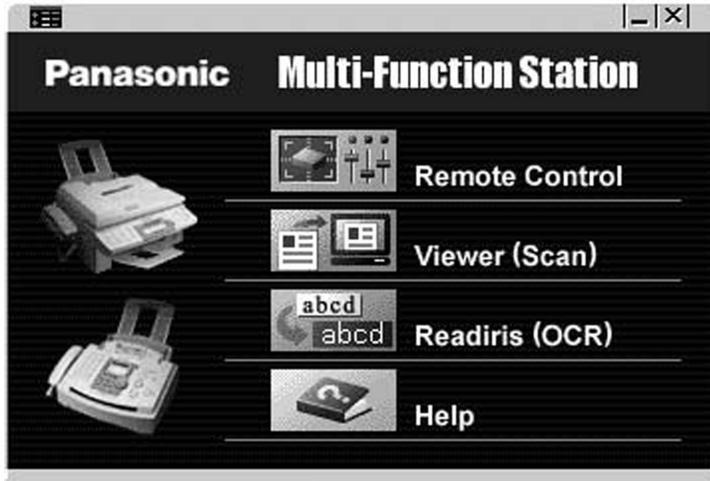 Panasonic Multi-Function Station
Remote Control
Viewer (Scan)
abcd
abcd
Readiris (OCR)
?
Help